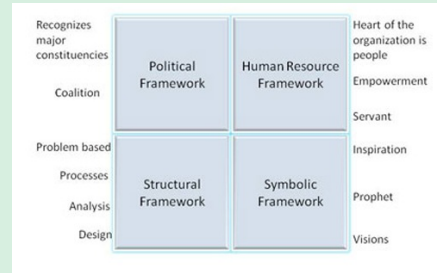 Recognizes
major
constituencies
Coalition
Political
Framework
Human Resource
Framework
Heart of the
organization is
people
Empowerment
Servant
Problem based
Processes
Analysis
Design
Structural
Framework
Symbolic
Framework
Inspiration
Prophet
Visions